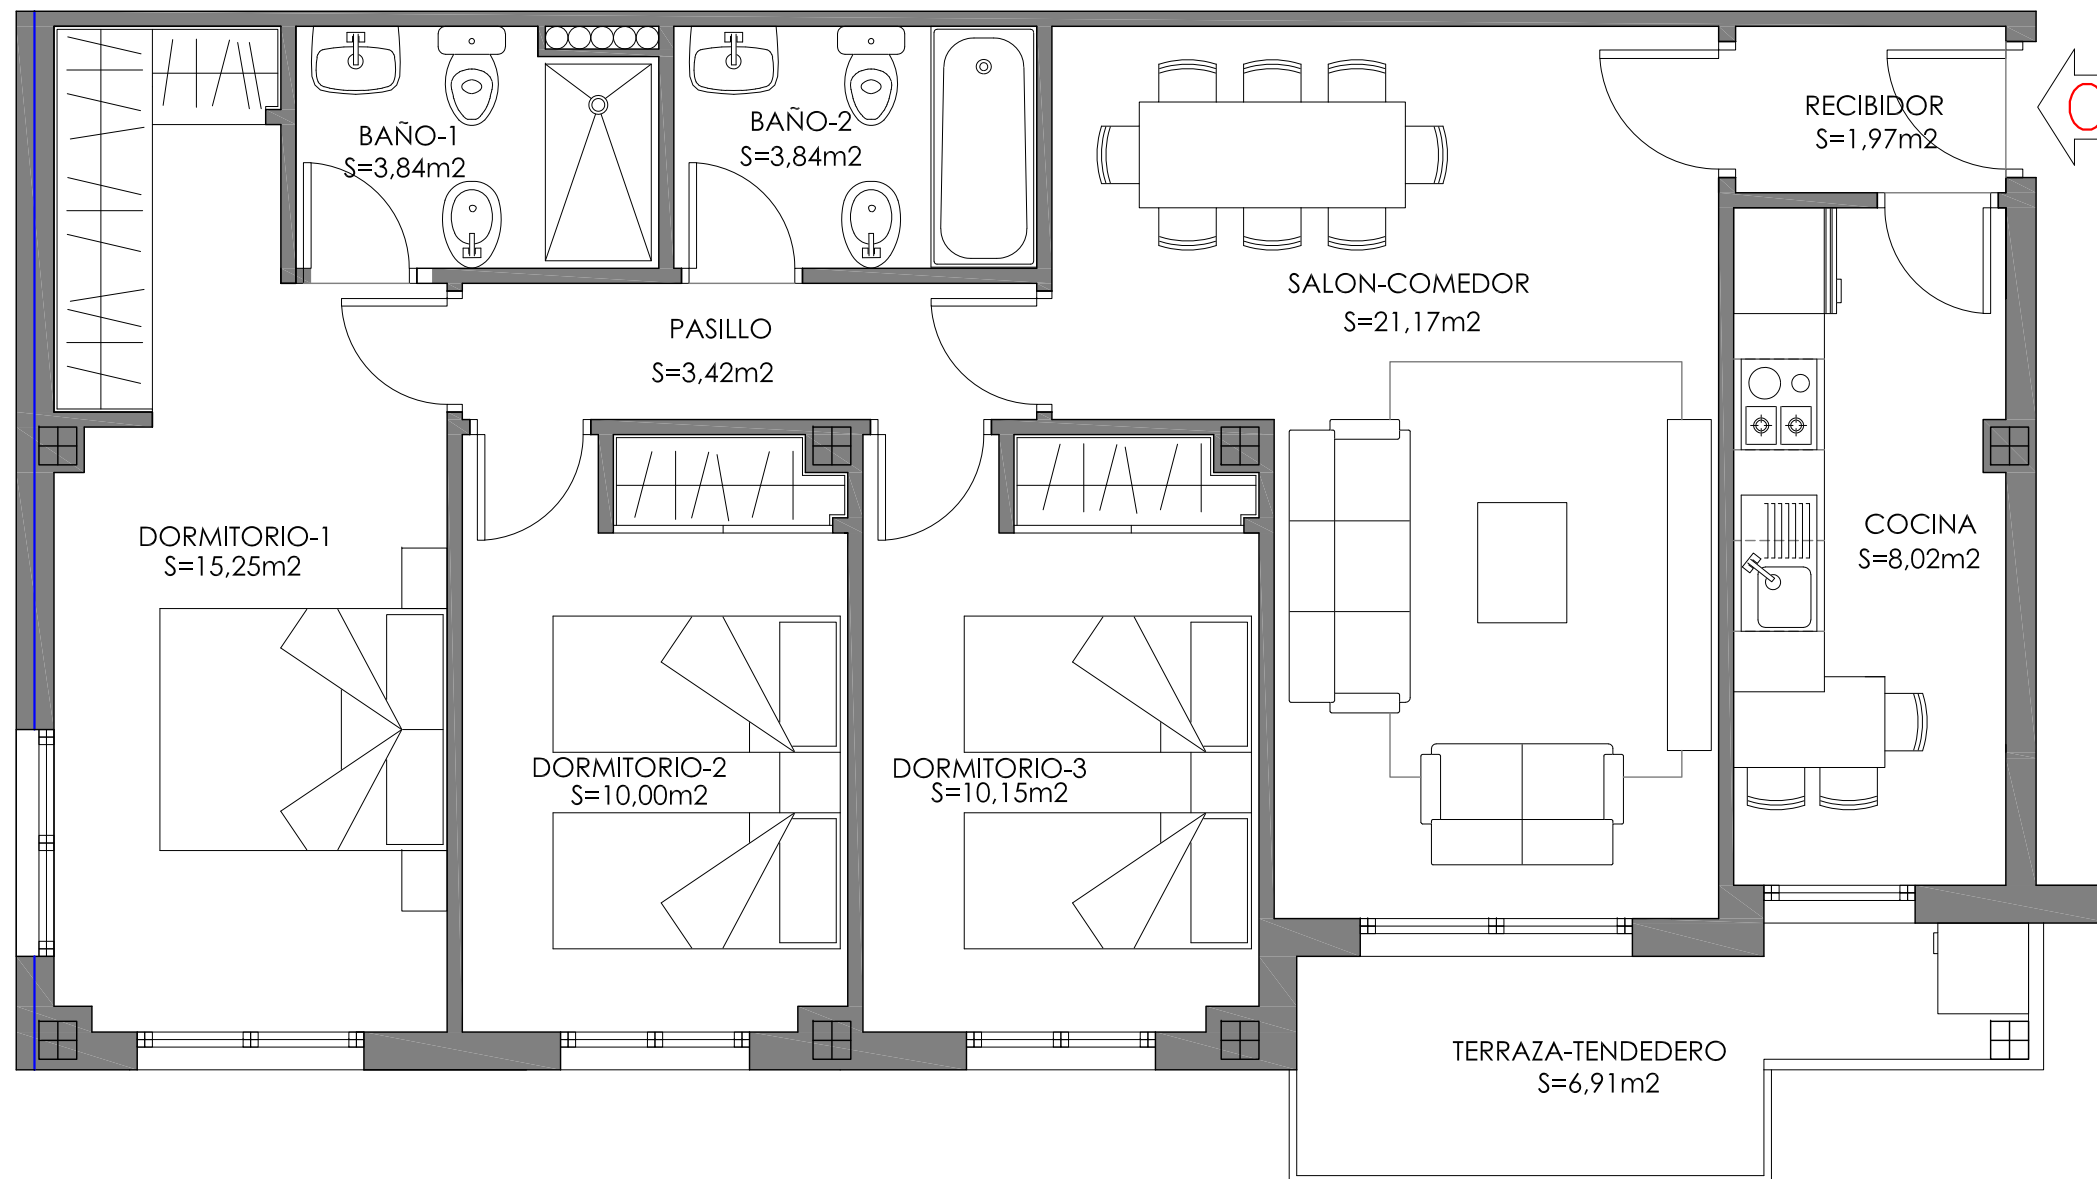 BAÑO-1
S=3,84m2
BAÑO-2
S=3,84m2
RECIBIDOR
S=1,97m2
SALON-COMEDOR
S=21,17m2
PASILLO
S=3,42m2
DORMITORIO-1
S=15,25m2
COCINA
S=8,02m2
DORMITORIO-2
S=10,00m2
DORMITORIO-3
S=10,15m2
TERRAZA-TENDEDERO
S=6,91m2